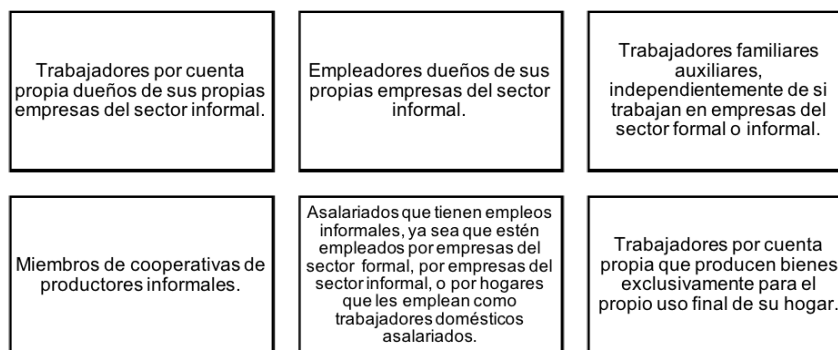 Trabajadores por cuenta
propia dueños de sus propias
empresas del sector informal.
Empleadores dueños de sus
propias empresas del sector
informal.
Trabajadores familiares
auxiliares,
independientemente de si
trabajan en empresas del
sector formal o informal.
Miembros de cooperativas de
productores informales.
Asalariados que tienen empleos
informales, ya sea que estén
empleados por empresas del
sector formal, por empresas del
sector informal, o por hogares
que les emplean como
trabajadores domésticos
asalariados.
Trabajadores por cuenta
propia que producen bienes
exclusivamente para el
propio uso final de su hogar.